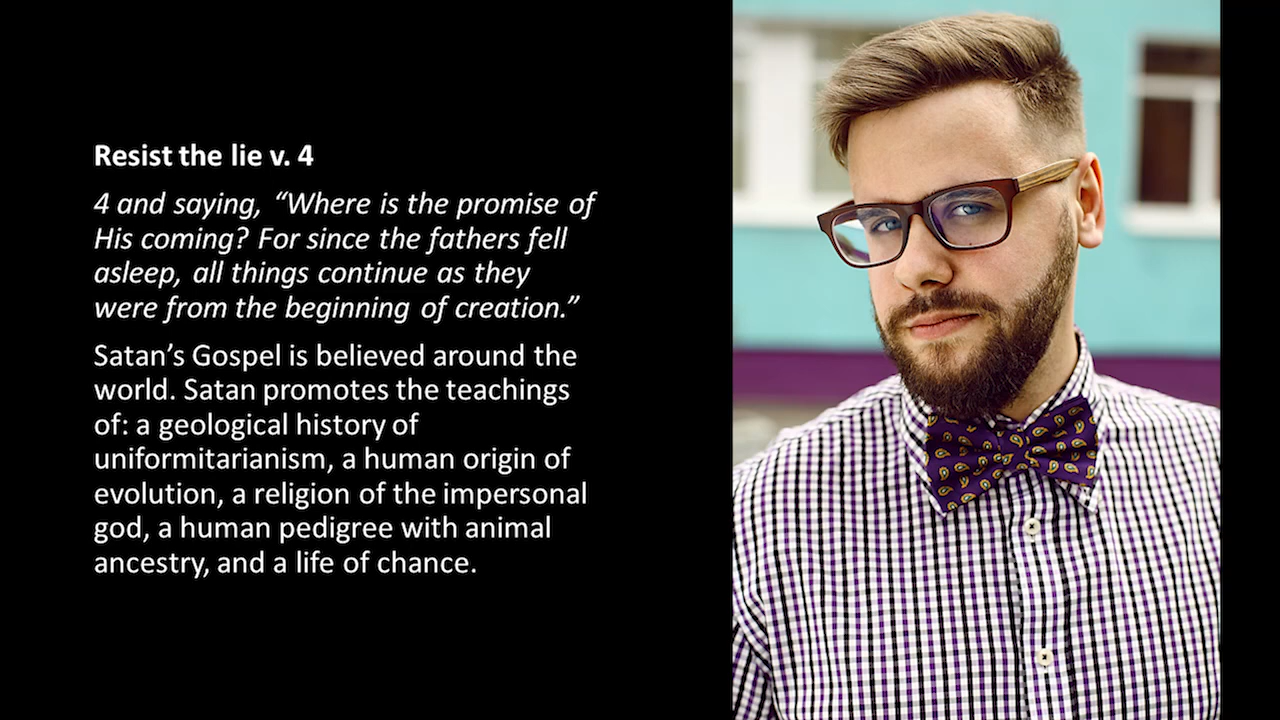 Resist the lie v. 4
4 and saying, “Where is the promise of
His coming? For since the fathers fell
asleep, all things continue as they
were from the beginning of creation.”
Satan’s Gospel is believed around the
world. Satan promotes the teachings
of: a geological history of
uniformitarianism, a human origin of
evolution, a religion of the impersonal
god, a human pedigree with animal
ancestry, and a life of chance.